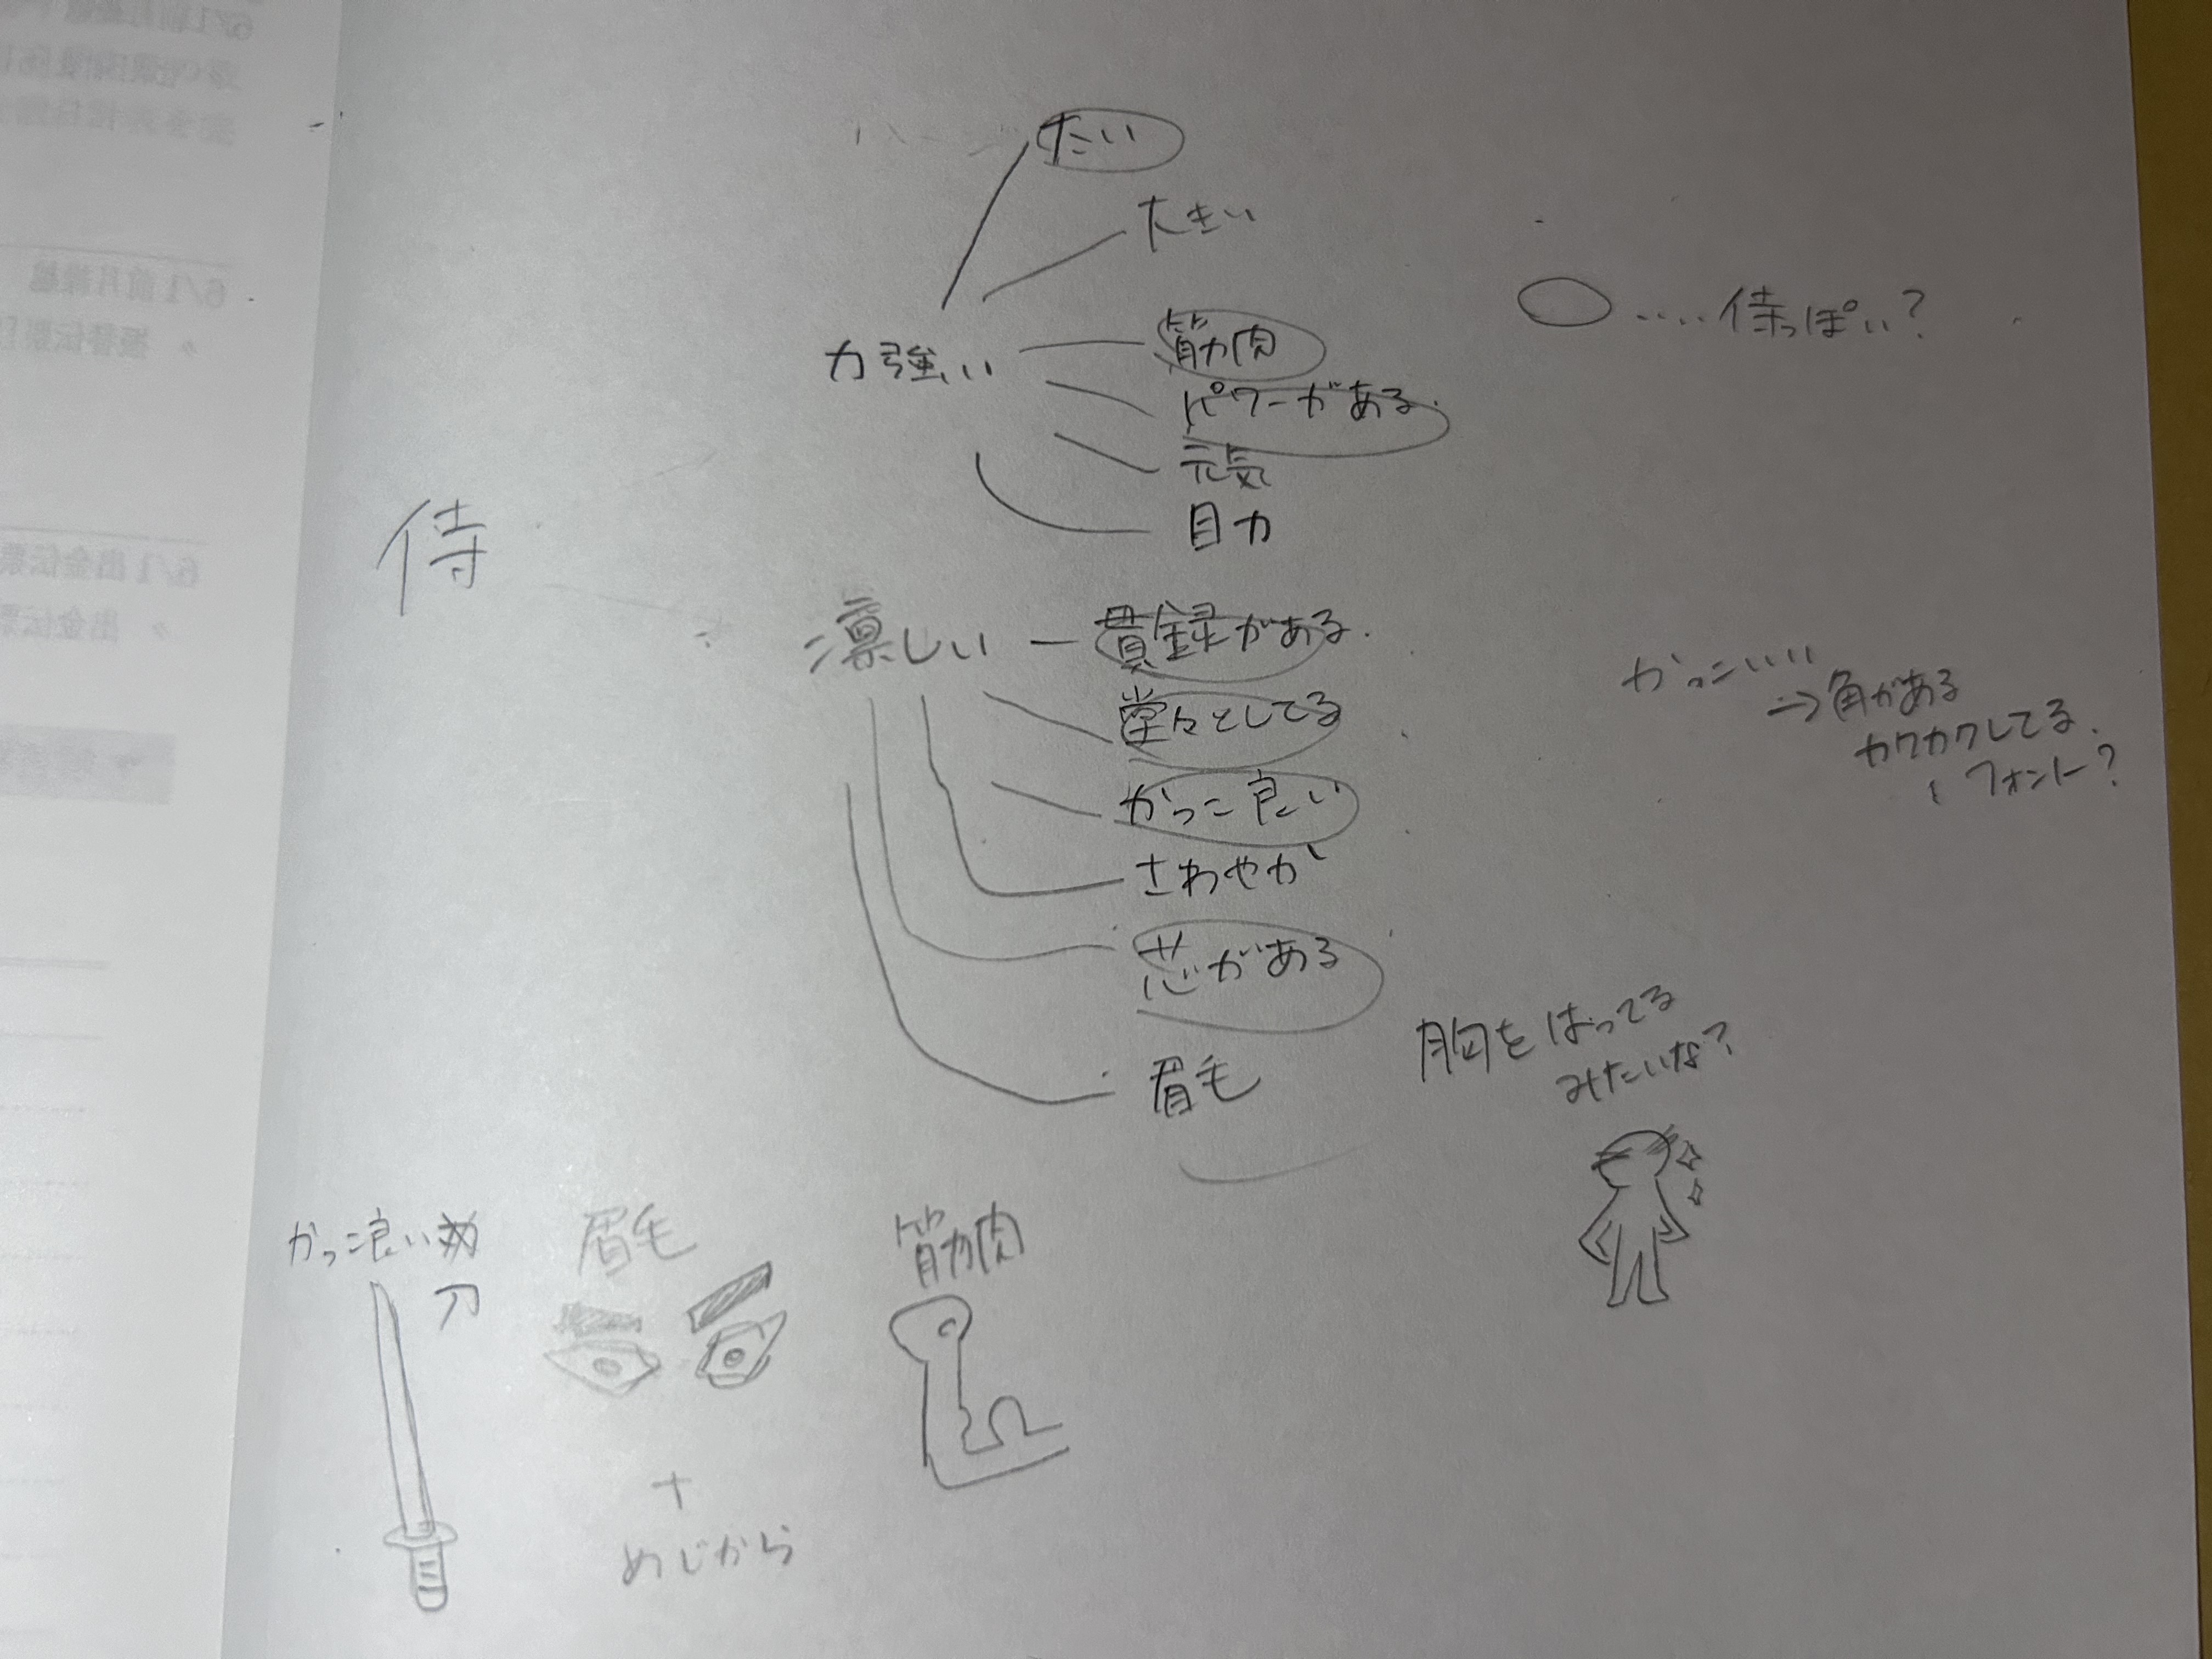 たい
大きい
筋肉
力強い
パワーがある.
元気
目力
○ .... 侍っぽい?
侍
凛しい ― 貫録がある.
堂々としてる
かっこ良い
さわやか
芯がある
眉毛
かっこいい
→角がある
カクカクしてる.
フォント?
胸をはってる
みたいな?
かっこ良い
刀
眉毛
+
めじから
筋肉